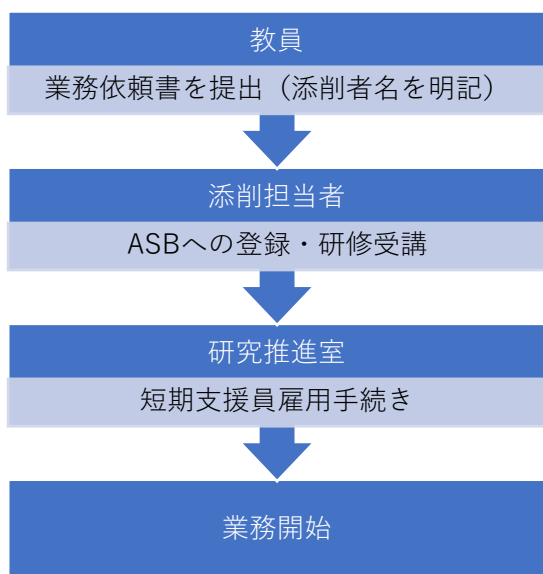 教員
業務依頼書を提出（添削者名を明記）
添削担当者
ASBへの登録・研修受講
研究推進室
短期支援員雇用手続き
業務開始